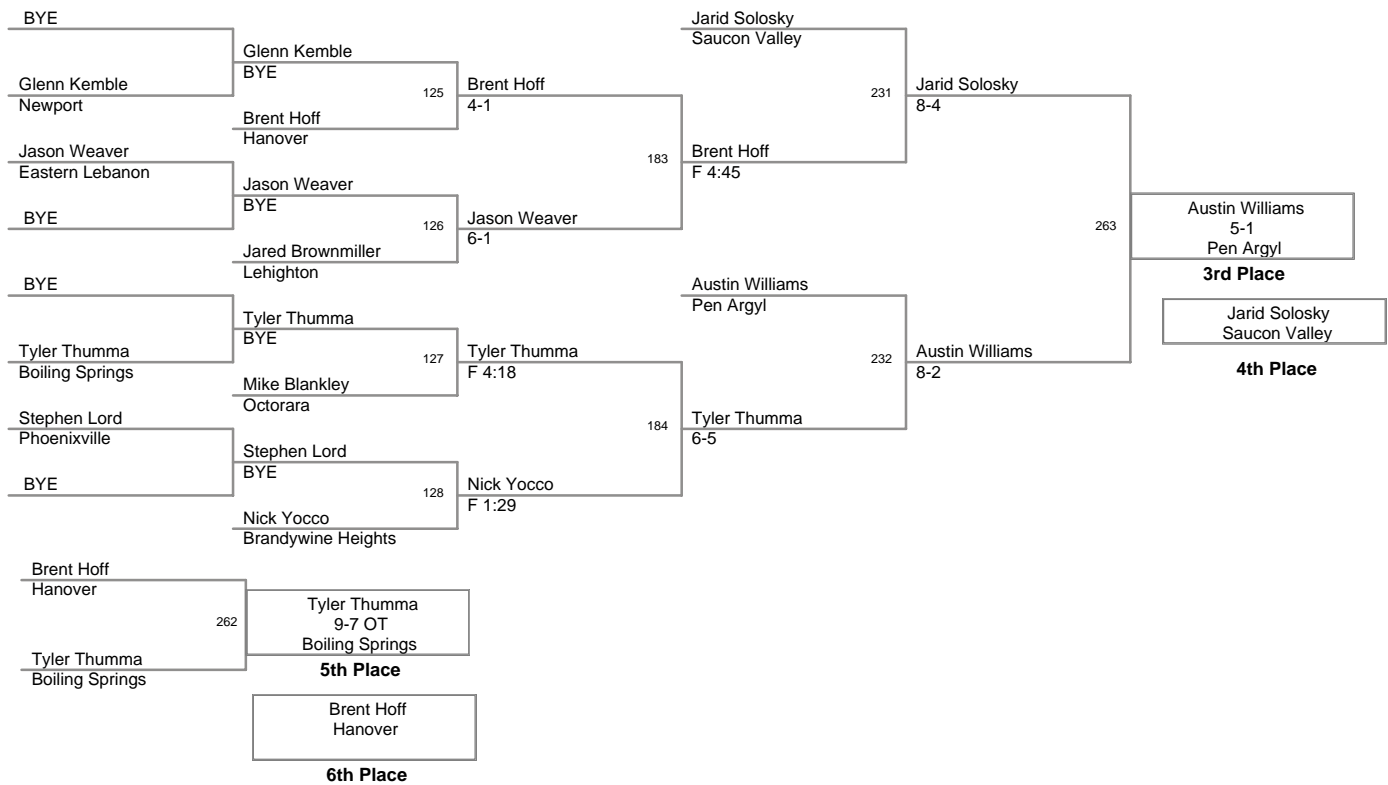 BYE
Glenn Kemble
Newport
Jason Weaver
Eastern Lebanon
BYE
BYE
Tyler Thumma
Boiling Springs
Stephen Lord
Phoenixville
BYE
Glenn Kemble
BYE
125
Brent Hoff
Hanover
Jason Weaver
BYE
126
Jared Brownmiller
Lehighton
Tyler Thumma
BYE
127
Mike Blankley
Octorara
Stephen Lord
BYE
128
Nick Yocco
Brandywine Heights
Brent Hoff
4-1
183
Jason Weaver
6-1
Tyler Thumma
F 4:18
184
Nick Yocco
F 1:29
Jarid Solosky
Saucon Valley
231
Brent Hoff
F 4:45
Austin Williams
Pen Argyl
232
Tyler Thumma
6-5
Jarid Solosky
8-4
263
Austin Williams
8-2
Austin Williams
5-1
Pen Argyl
3rd Place
Jarid Solosky
Saucon Valley
4th Place
Brent Hoff
Hanover
262
Tyler Thumma
Boiling Springs
Tyler Thumma
9-7 OT
Boiling Springs
5th Place
Brent Hoff
Hanover
6th Place